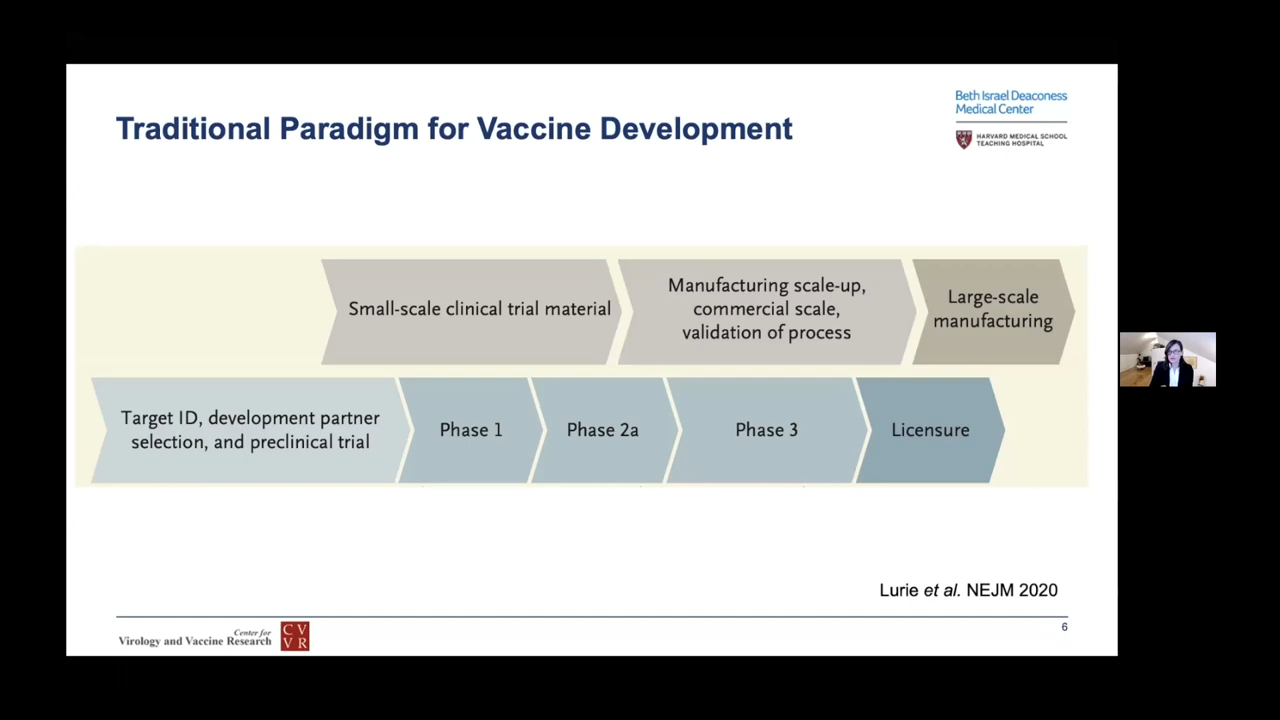 Traditional Paradigm for Vaccine Development
Beth Israel Deaconess
Medical Center
HARVARD MEDICAL SCHOOL
TEACHING HOSPITAL
Small-scale clinical trial material
Manufacturing scale-up,
commercial scale,
validation of process
Large-scale
manufacturing
Target ID, development partner
selection, and preclinical trial
Phase 1
Phase 2a
Phase 3
Licensure
Lurie et al. NEJM 2020
Center for
Virology and Vaccine Research
C V
V R
6